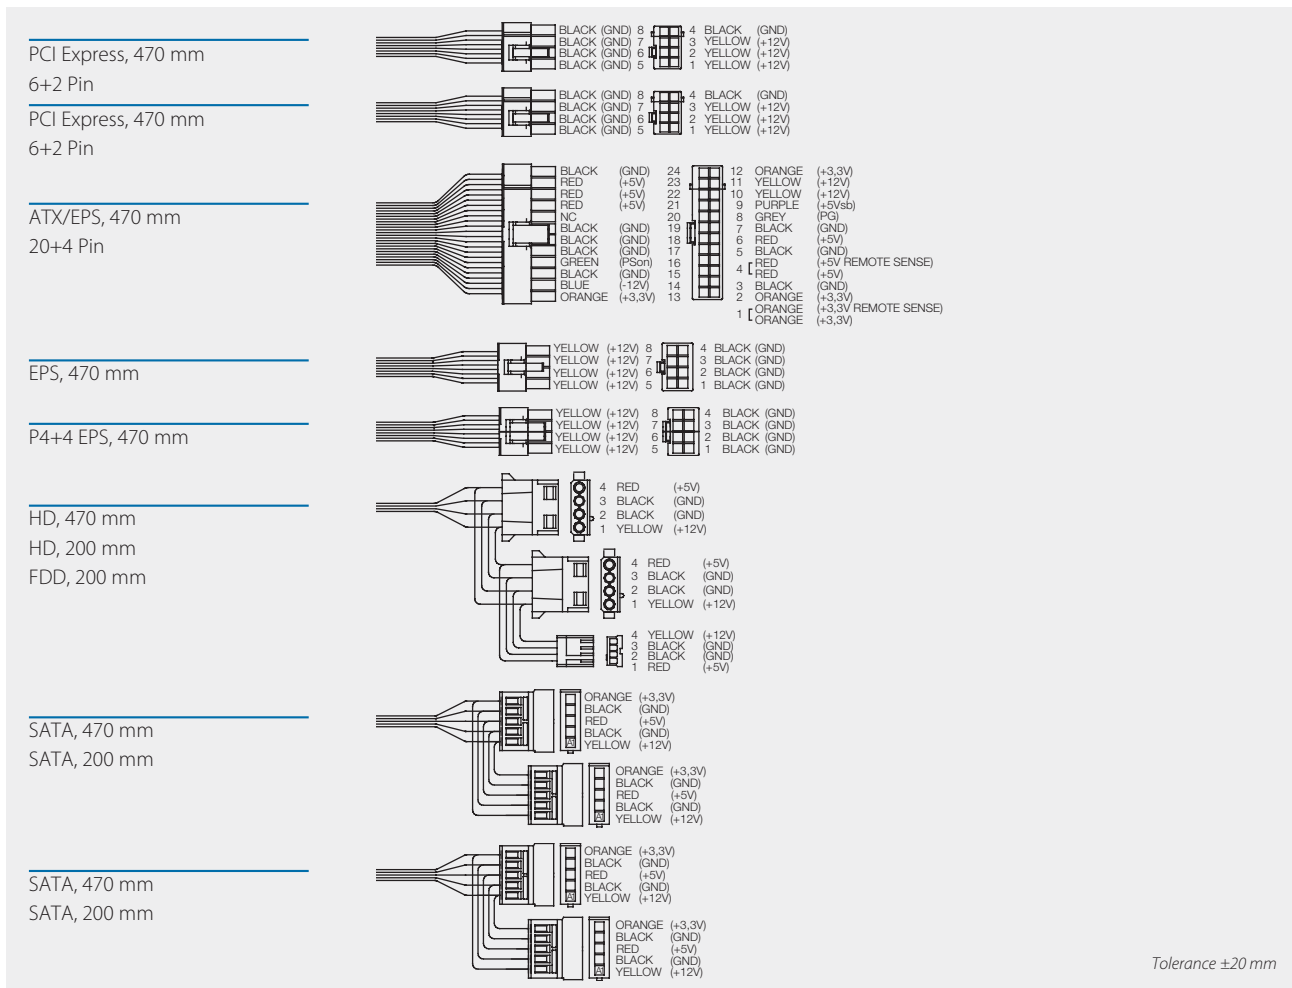 PCI Express, 470 mm
6+2 Pin
BLACK (GND) 8 4 BLACK (GND)
BLACK (GND) 7 3 YELLOW (+12V)
BLACK (GND) 6 2 YELLOW (+12V)
BLACK (GND) 5 1 YELLOW (+12V)
PCI Express, 470 mm
6+2 Pin
BLACK (GND) 8 4 BLACK (GND)
BLACK (GND) 7 3 YELLOW (+12V)
BLACK (GND) 6 2 YELLOW (+12V)
BLACK (GND) 5 1 YELLOW (+12V)
ATX/EPS, 470 mm
20+4 Pin
BLACK (GND) 24
RED (+5V) 23
RED (+5V) 22
RED (+5V) 21
NC 20
BLACK (GND) 19
BLACK (GND) 18
BLACK (GND) 17
GREEN (PSon) 16
BLACK (GND) 15
BLUE (-12V) 14
ORANGE (+3,3V) 13
12 ORANGE (+3,3V)
11 YELLOW (+12V)
10 YELLOW (+12V)
9 PURPLE (+5Vsb)
8 GREY (PG)
7 BLACK (GND)
6 RED (+5V)
5 BLACK (GND)
4 RED (+5V REMOTE SENSE)
RED (+5V)
3 BLACK (GND)
2 ORANGE (+3,3V)
1 ORANGE (+3,3V REMOTE SENSE)
ORANGE (+3,3V)
EPS, 470 mm
YELLOW (+12V) 8 4 BLACK (GND)
YELLOW (+12V) 7 3 BLACK (GND)
YELLOW (+12V) 6 2 BLACK (GND)
YELLOW (+12V) 5 1 BLACK (GND)
P4+4 EPS, 470 mm
YELLOW (+12V) 8 4 BLACK (GND)
YELLOW (+12V) 7 3 BLACK (GND)
YELLOW (+12V) 6 2 BLACK (GND)
YELLOW (+12V) 5 1 BLACK (GND)
HD, 470 mm
HD, 200 mm
FDD, 200 mm
4 RED (+5V)
3 BLACK (GND)
2 BLACK (GND)
1 YELLOW (+12V)
4 RED (+5V)
3 BLACK (GND)
2 BLACK (GND)
1 YELLOW (+12V)
4 YELLOW (+12V)
3 BLACK (GND)
2 BLACK (GND)
1 RED (+5V)
SATA, 470 mm
SATA, 200 mm
ORANGE (+3,3V)
BLACK (GND)
RED (+5V)
BLACK (GND)
A1 YELLOW (+12V)
ORANGE (+3,3V)
BLACK (GND)
RED (+5V)
BLACK (GND)
A1 YELLOW (+12V)
SATA, 470 mm
SATA, 200 mm
ORANGE (+3,3V)
BLACK (GND)
RED (+5V)
BLACK (GND)
A1 YELLOW (+12V)
ORANGE (+3,3V)
BLACK (GND)
RED (+5V)
BLACK (GND)
A1 YELLOW (+12V)
Tolerance ±20 mm